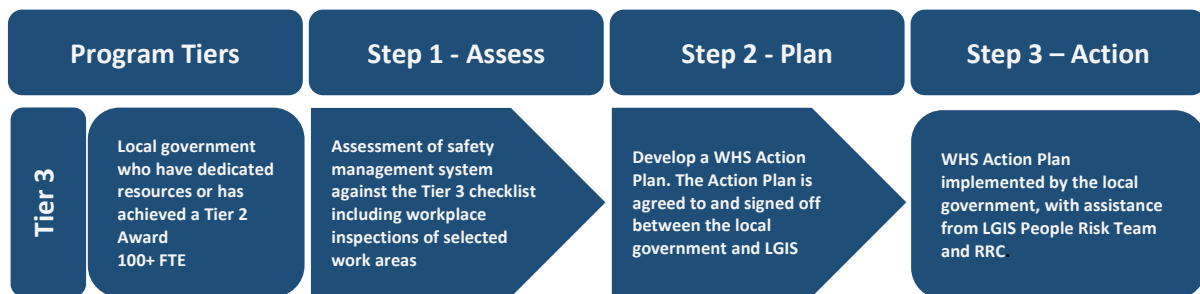 Program Tiers
Step 1 - Assess
Step 2 - Plan
Step 3 – Action
Tier 3
Local government
who have dedicated
resources or has
achieved a Tier 2
Award
100+ FTE
Assessment of safety
management system
against the Tier 3 checklist
including workplace
inspections of selected
work areas
Develop a WHS Action
Plan. The Action Plan is
agreed to and signed off
between the local
government and LGIS
WHS Action Plan
implemented by the local
government, with assistance
from LGIS People Risk Team
and RRC.